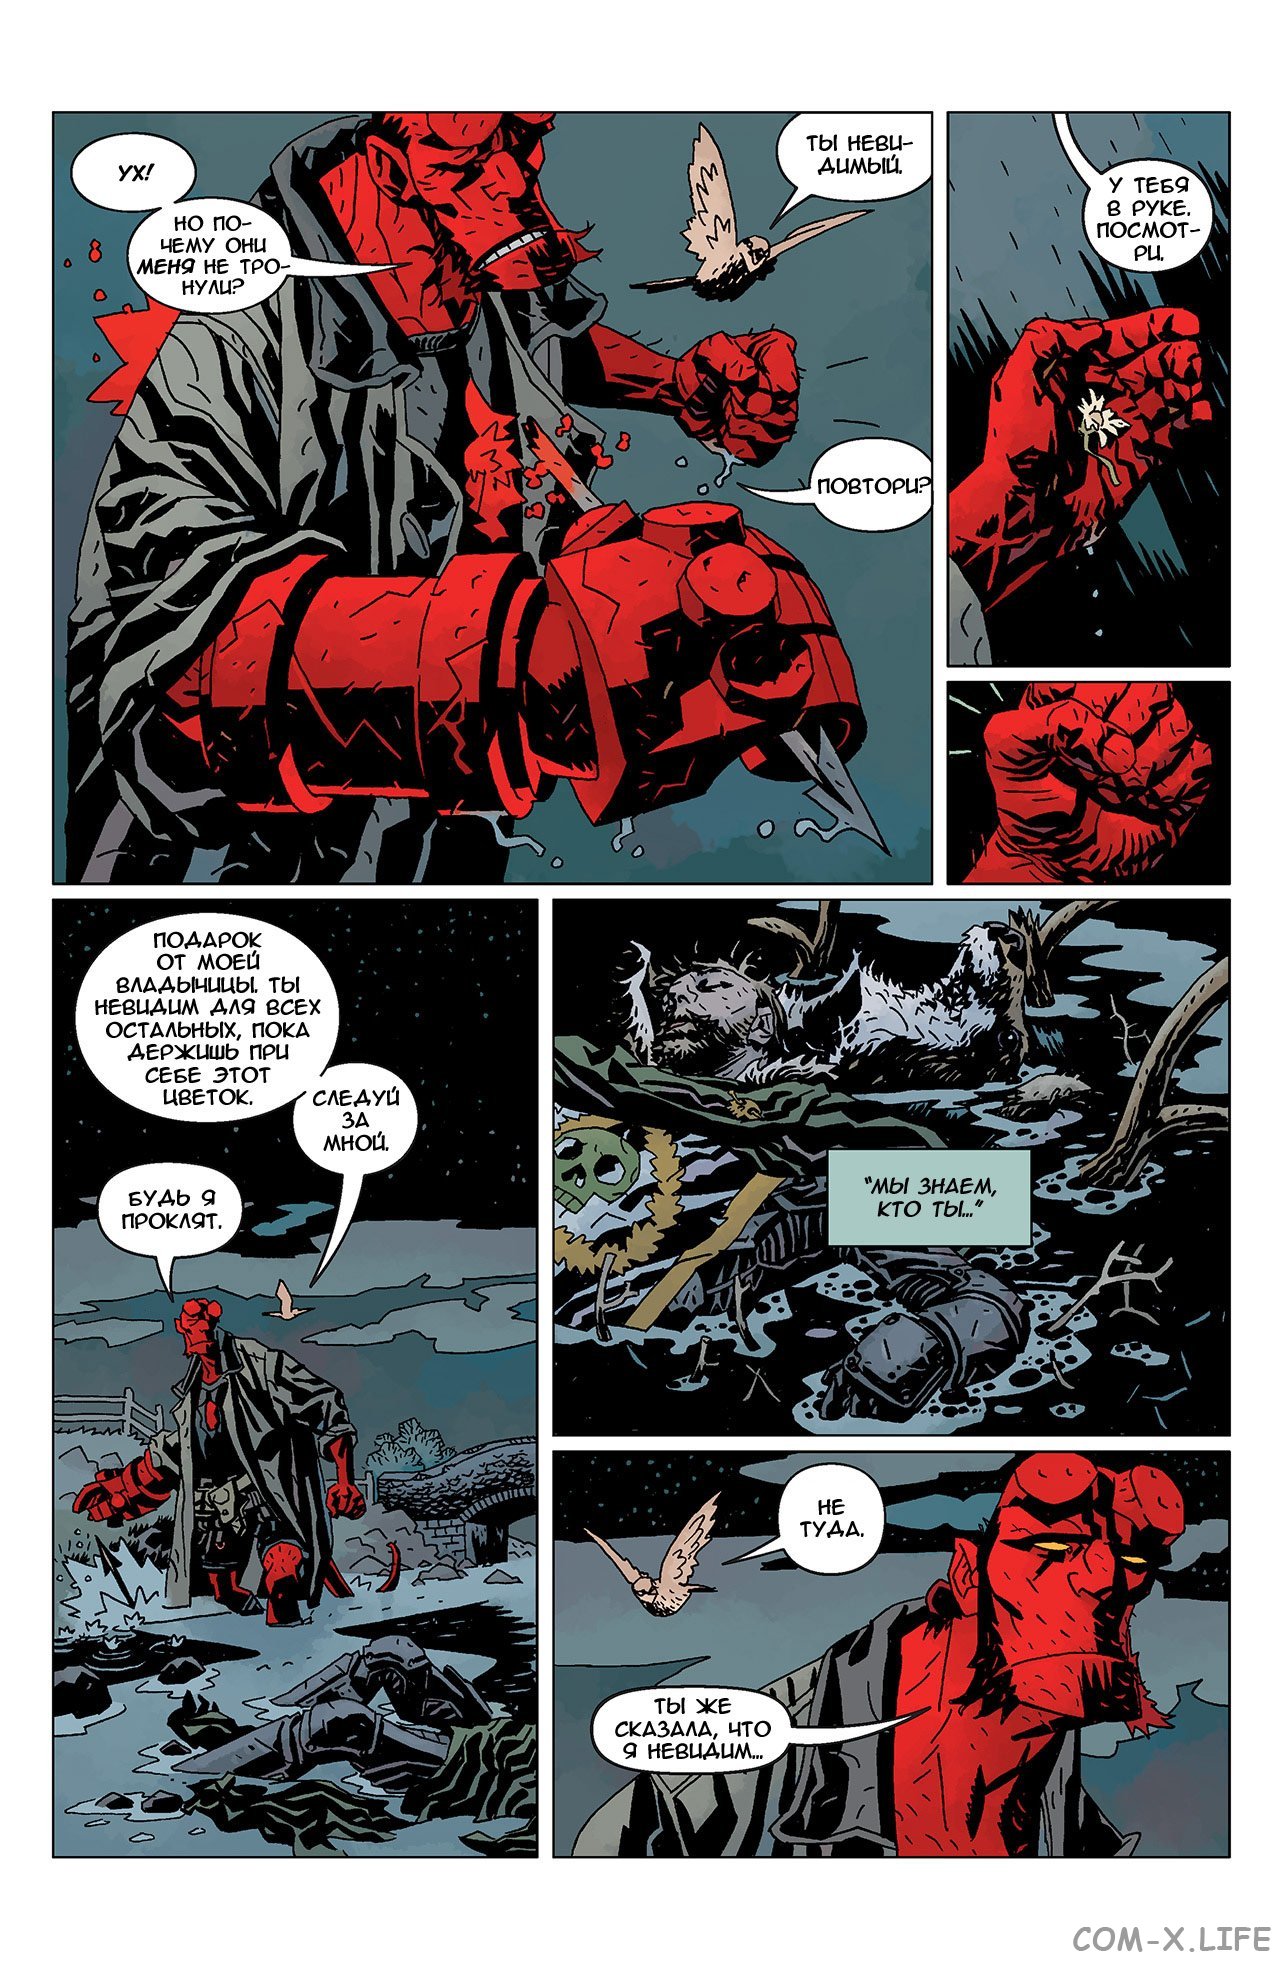 УХ!
НО ПО-
ЧЕМУ ОНИ
МЕНЯ НЕ ТРО-
НУЛИ?
ТЫ НЕВИ-
ДИМЫЙ.
ПОВТОРИ?
У ТЕБЯ
В РУКЕ.
ПОСМОТ-
РИ.
ПОДАРОК
ОТ МОЕЙ
ВЛАДЫЧИЦЫ. ТЫ
НЕВИДИМ ДЛЯ ВСЕХ
ОСТАЛЬНЫХ, ПОКА
ДЕРЖИШЬ ПРИ
СЕБЕ ЭТОТ
ЦВЕТОК.
СЛЕДУЙ
ЗА
МНОЙ.
БУДЬ Я
ПРОКЛЯТ.
"МЫ ЗНАЕМ,
КТО ТЫ..."
НЕ
ТУДА.
ТЫ ЖЕ
СКАЗАЛА, ЧТО
Я НЕВИДИМ...
COM-X.LIFE